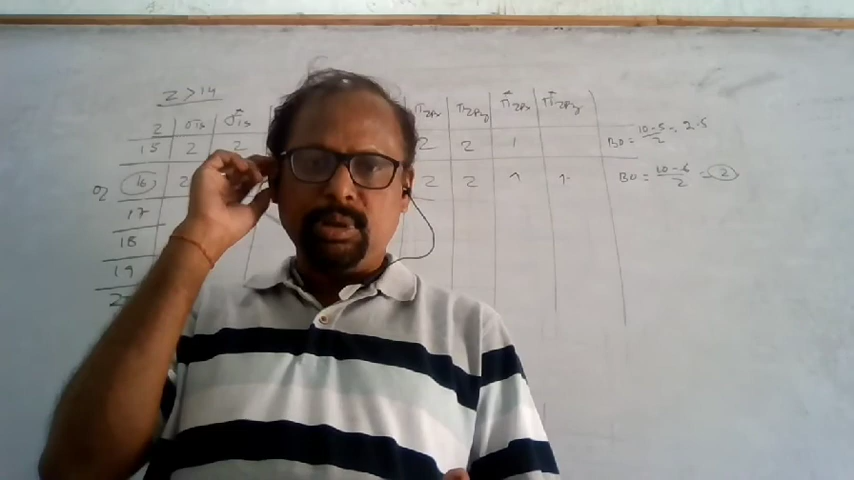 Z > 14
Z σ1s σ*1s π2px π2py π*2px π*2py
15 2 2 2 2 1 BO = 10-5/2 = 2.5
O2 16 2 2 2 1 1 BO = 10-6/2 = 2
17
18
19
2